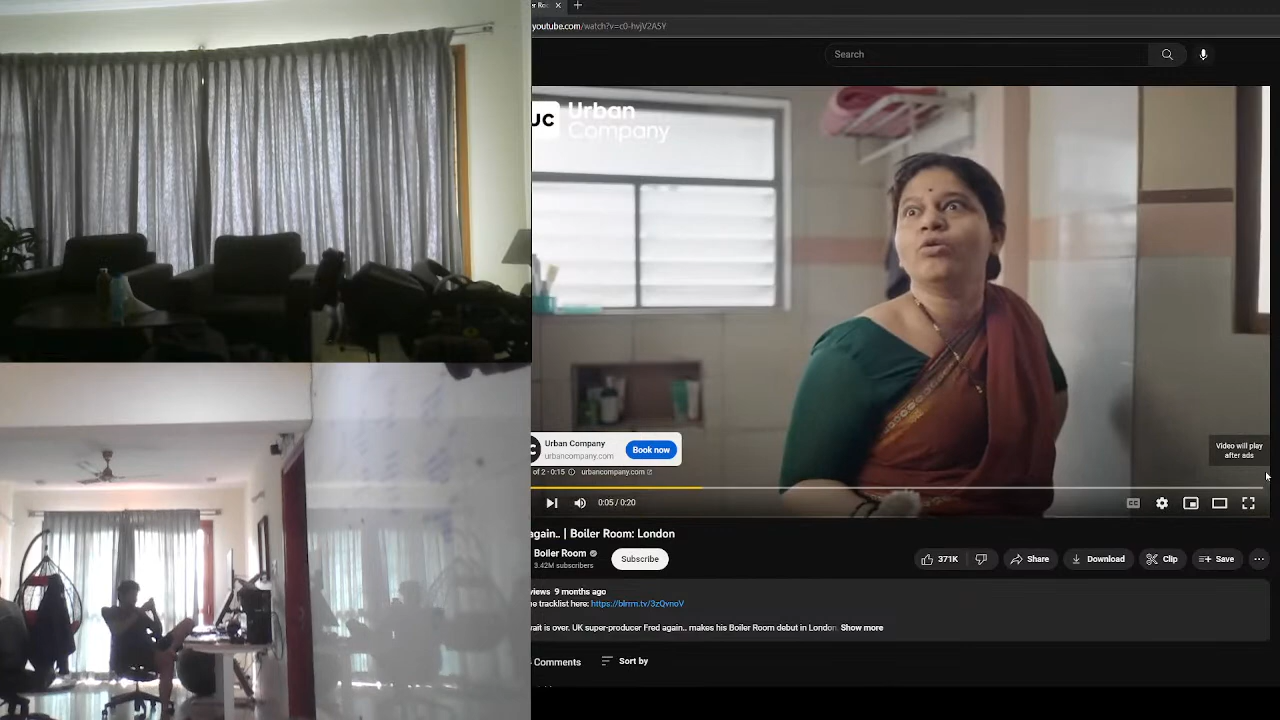 youtube.com/watch?v=c0-hvjV2A5Y
Search
UC Urban
Company
Urban Company
urbancompany.com
Book now
of 2 · 0:15 urbancompany.com
Video will play
after ads
0:05 / 0:20
again.. | Boiler Room: London
Boiler Room
3.42M subscribers
Subscribe
371K
Share
Download
Clip
Save
views 9 months ago
tracklist here: https://blrrm.tv/3zQvnoV
wait is over. UK super-producer Fred again.. makes his Boiler Room debut in London Show more
Comments
Sort by